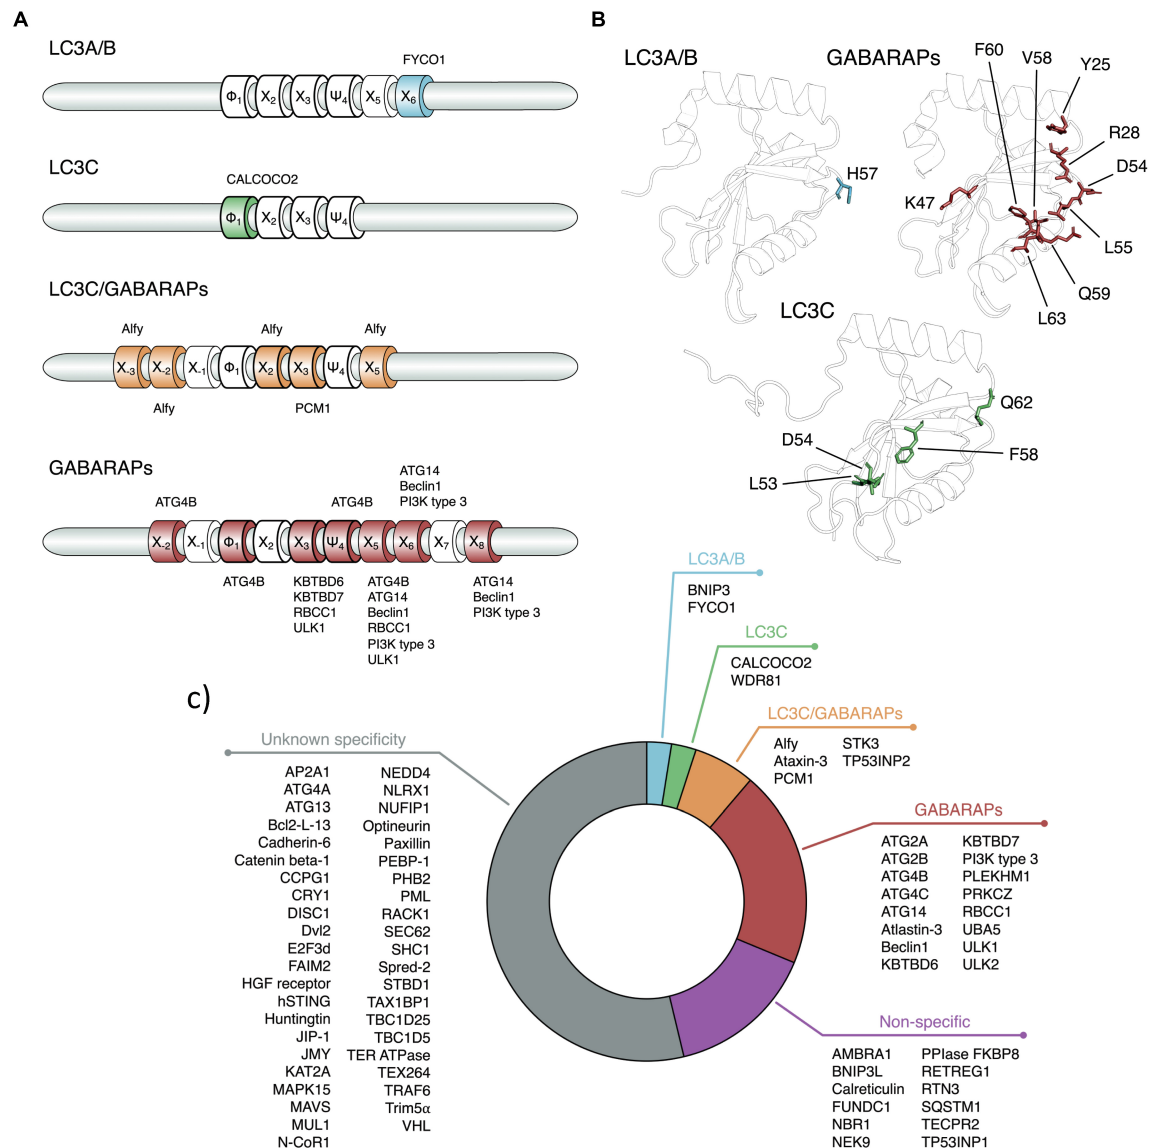 A
LC3A/B
FYCO1
Φ1 X2 X3 Ψ4 X5 X6
LC3C
CALCOCO2
Φ1 X2 X3 Ψ4
LC3C/GABARAPs
Alfy Alfy Alfy
X-3 X-2 X-1 Φ1 X2 X3 Ψ4 X5
Alfy PCM1
GABARAPs
ATG14
Beclin1
PI3K type 3
ATG4B ATG4B
X-2 X-1 Φ1 X2 X3 Ψ4 X5 X6 X7 X8
ATG4B
KBTBD6
KBTBD7
RBCC1
ULK1
ATG4B
ATG14
Beclin1
RBCC1
PI3K type 3
ULK1
ATG14
Beclin1
PI3K type 3
B
LC3A/B
H57
GABARAPs
F60
V58
Y25
R28
D54
K47
L55
Q59
L63
LC3C
Q62
D54
F58
L53
c)
LC3A/B
BNIP3
FYCO1
LC3C
CALCOCO2
WDR81
LC3C/GABARAPs
Alfy STK3
Ataxin-3 TP53INP2
PCM1
GABARAPs
ATG2A KBTBD7
ATG2B PI3K type 3
ATG4B PLEKHM1
ATG4C PRKCZ
ATG14 RBCC1
Atlastin-3 UBA5
Beclin1 ULK1
KBTBD6 ULK2
Non-specific
AMBRA1 PPIase FKBP8
BNIP3L RETREG1
Calreticulin RTN3
FUNDC1 SQSTM1
NBR1 TECPR2
NEK9 TP53INP1
Unknown specificity
AP2A1 NEDD4
ATG4A NLRX1
ATG13 NUFIP1
Bcl2-L-13 Optineurin
Cadherin-6 Paxillin
Catenin beta-1 PEBP-1
CCPG1 PHB2
CRY1 PML
DISC1 RACK1
Dvl2 SEC62
E2F3d SHC1
FAIM2 Spred-2
HGF receptor STBD1
hSTING TAX1BP1
Huntingtin TBC1D25
JIP-1 TBC1D5
JMY TER ATPase
KAT2A TEX264
MAPK15 TRAF6
MAVS Trim5α
MUL1 VHL
N-CoR1